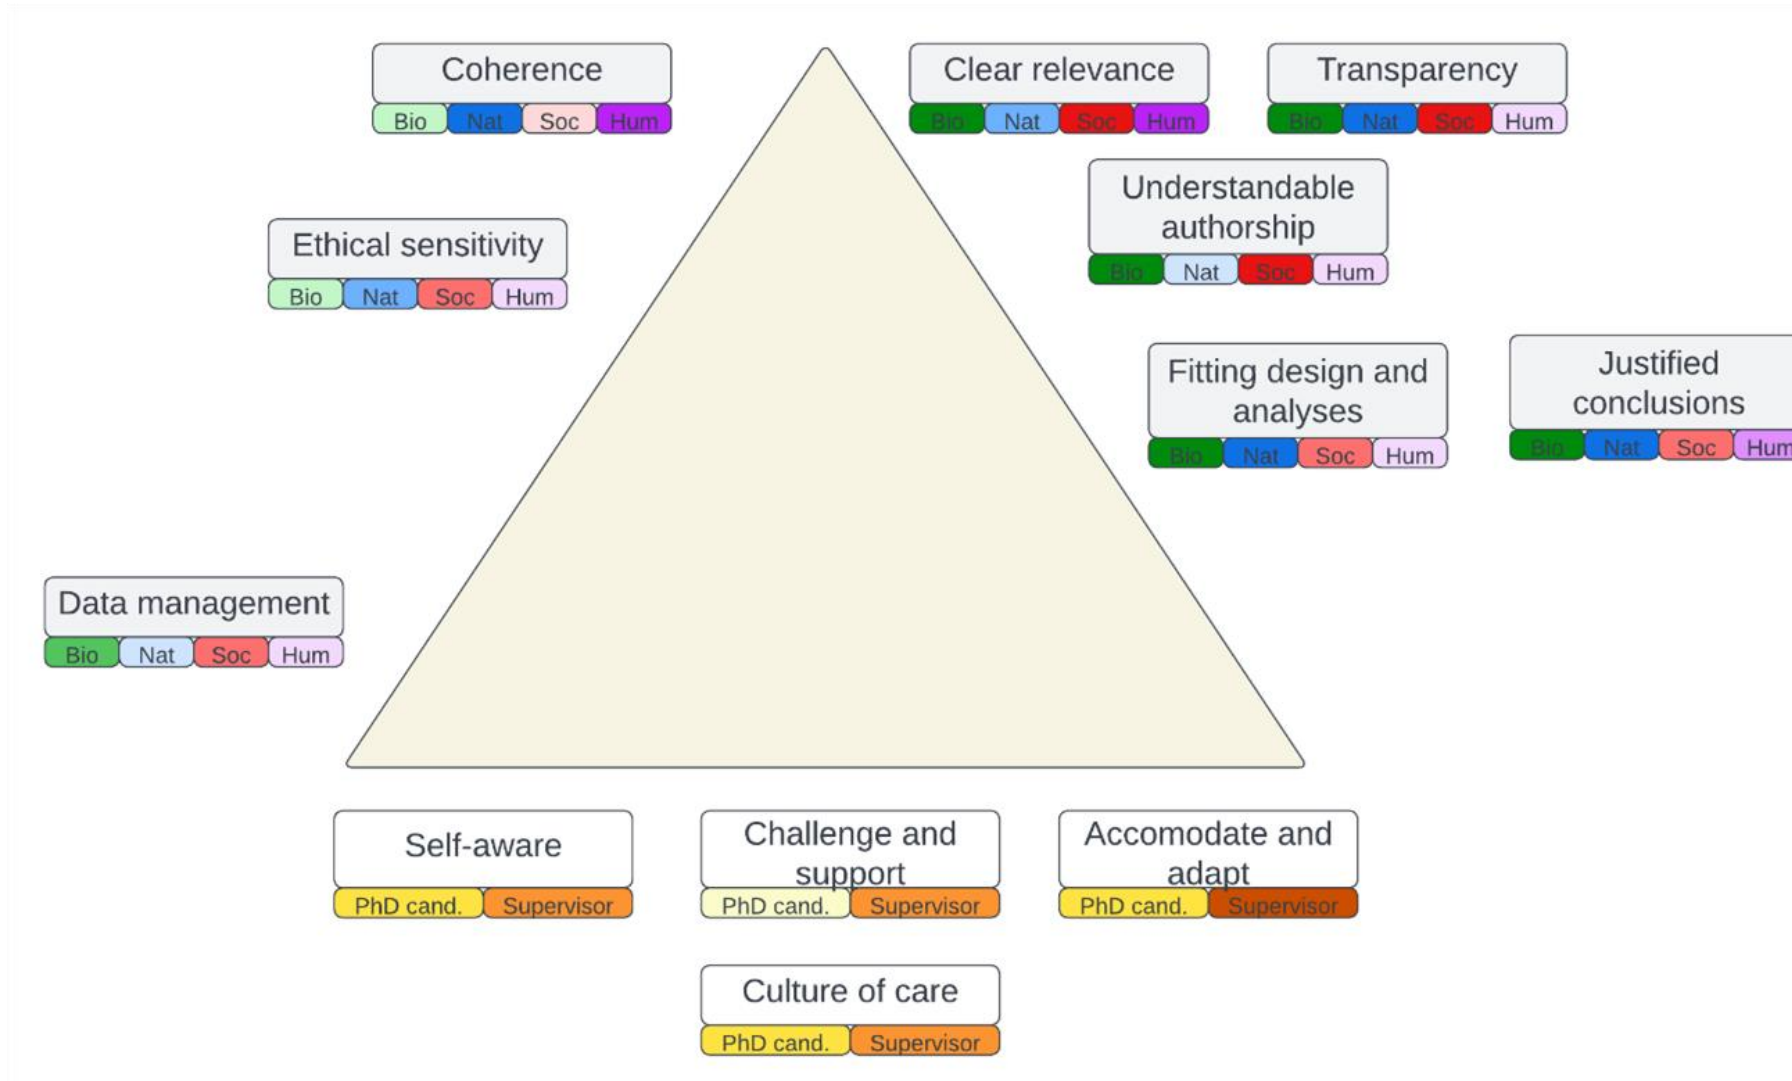 Coherence
Bio Nat Soc Hum
Clear relevance
Bio Nat Soc Hum
Transparency
Bio Nat Soc Hum
Understandable
authorship
Bio Nat Soc Hum
Ethical sensitivity
Bio Nat Soc Hum
Fitting design and
analyses
Bio Nat Soc Hum
Justified
conclusions
Bio Nat Soc Hum
Data management
Bio Nat Soc Hum
Self-aware
PhD cand. Supervisor
Challenge and
support
PhD cand. Supervisor
Accomodate and
adapt
PhD cand. Supervisor
Culture of care
PhD cand. Supervisor